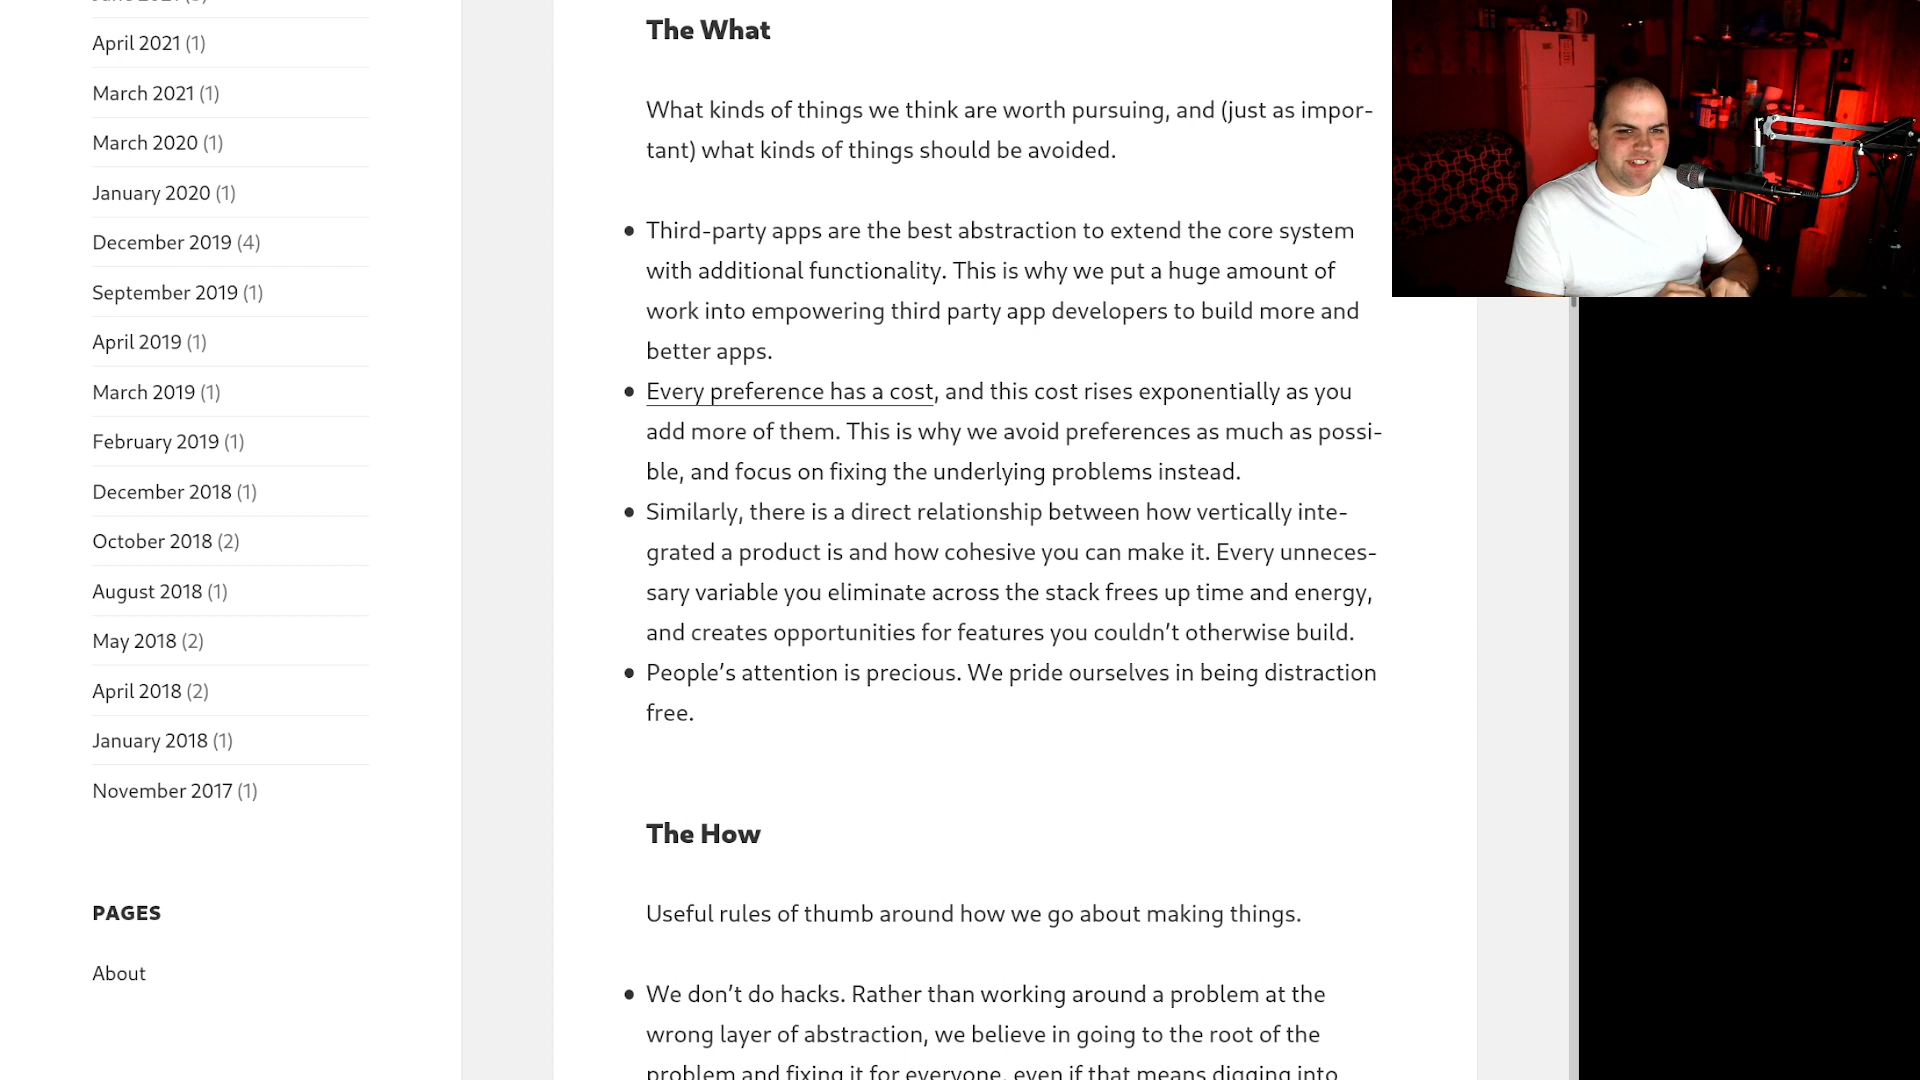 April 2021 (1)
March 2021 (1)
March 2020 (1)
January 2020 (1)
December 2019 (4)
September 2019 (1)
April 2019 (1)
March 2019 (1)
February 2019 (1)
December 2018 (1)
October 2018 (2)
August 2018 (1)
May 2018 (2)
April 2018 (2)
January 2018 (1)
November 2017 (1)
PAGES
About
The What
What kinds of things we think are worth pursuing, and (just as impor-
tant) what kinds of things should be avoided.
• Third-party apps are the best abstraction to extend the core system
with additional functionality. This is why we put a huge amount of
work into empowering third party app developers to build more and
better apps.
• Every preference has a cost, and this cost rises exponentially as you
add more of them. This is why we avoid preferences as much as possi-
ble, and focus on fixing the underlying problems instead.
• Similarly, there is a direct relationship between how vertically inte-
grated a product is and how cohesive you can make it. Every unneces-
sary variable you eliminate across the stack frees up time and energy,
and creates opportunities for features you couldn’t otherwise build.
• People’s attention is precious. We pride ourselves in being distraction
free.
The How
Useful rules of thumb around how we go about making things.
• We don’t do hacks. Rather than working around a problem at the
wrong layer of abstraction, we believe in going to the root of the
problem and fixing it for everyone, even if that means digging into